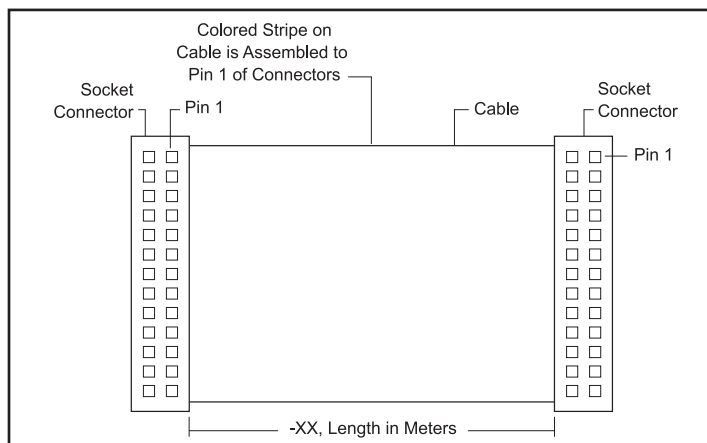 Colored Stripe on
Cable is Assembled to
Pin 1 of Connectors
Socket
Connector
Pin 1
Cable
Socket
Connector
Pin 1
-XX, Length in Meters